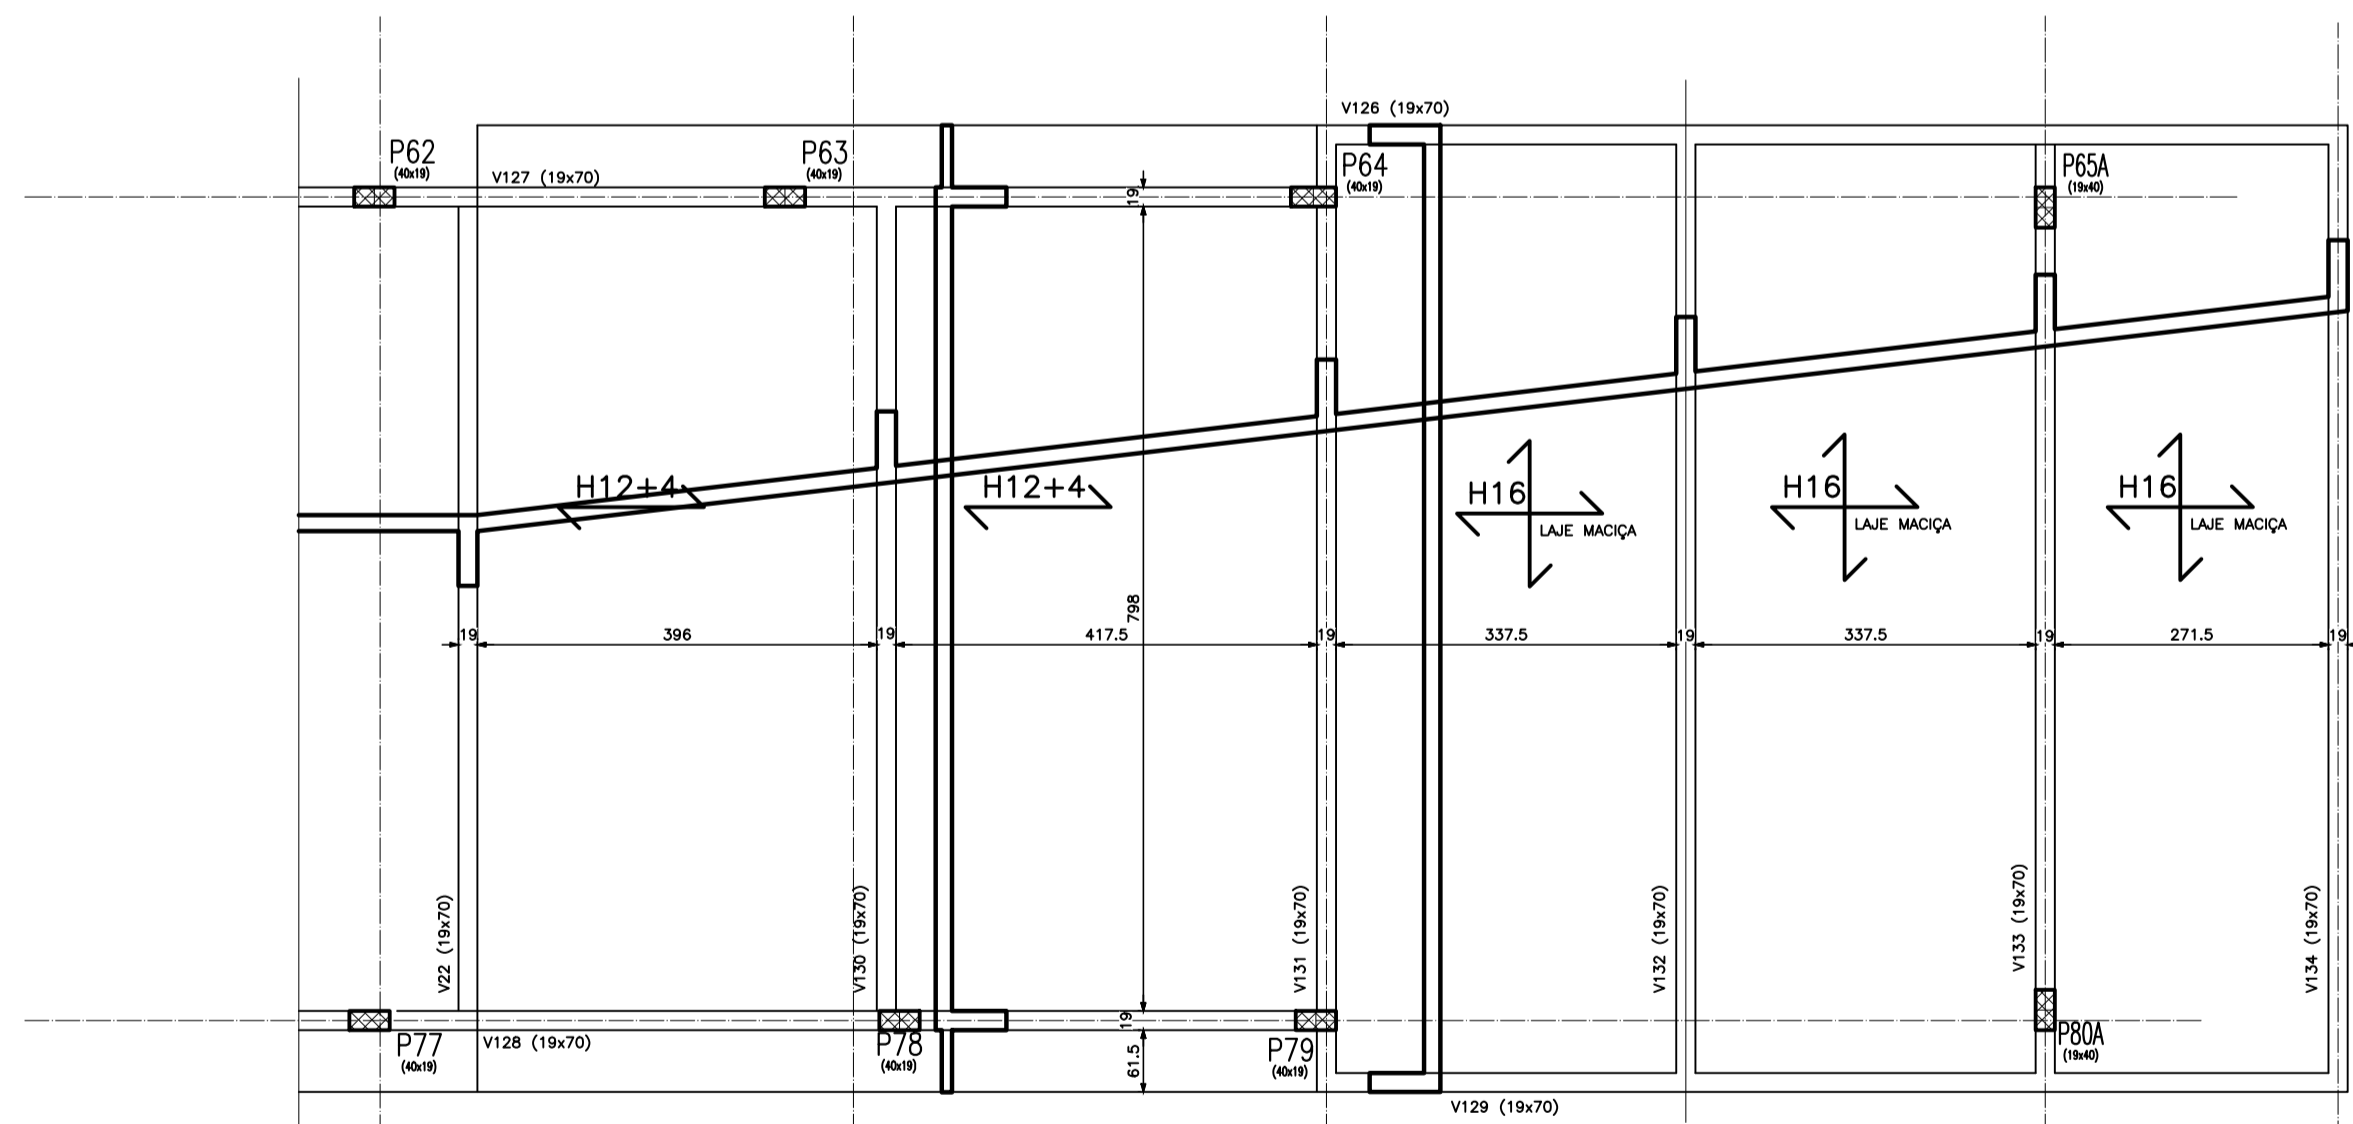 V126 (19x70)
P62
(40x19)
V127 (19x70)
P63
(40x19)
P64
(40x19)
P65A
(19x40)
19
H12+4
H12+4
H16
LAJE MACIÇA
H16
LAJE MACIÇA
H16
LAJE MACIÇA
798
19
396
19
417.5
19
337.5
19
337.5
19
271.5
19
V22 (19x70)
V130 (19x70)
V131 (19x70)
V132 (19x70)
V133 (19x70)
V134 (19x70)
19
61.5
P77
(40x19)
V128 (19x70)
P78
(40x19)
P79
(40x19)
P80A
(19x40)
V129 (19x70)